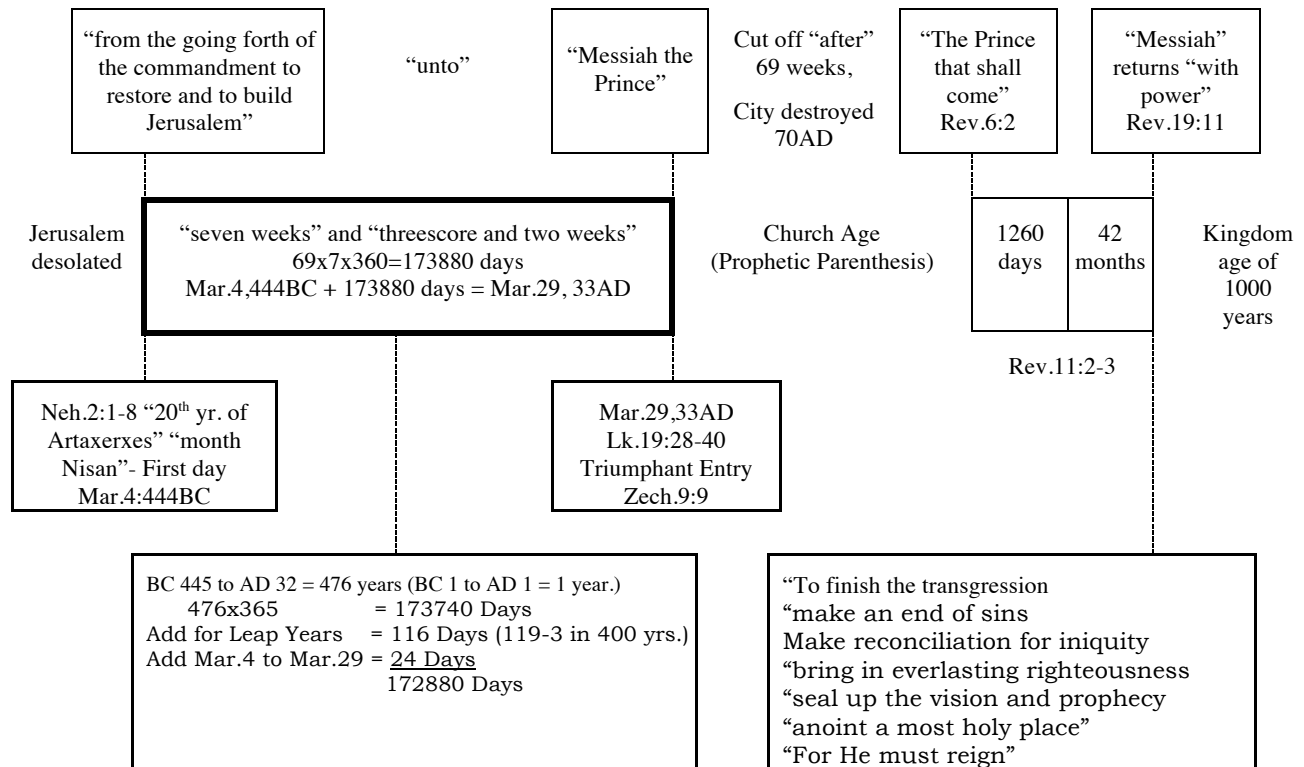 “from the going forth of
the commandment to
restore and to build
Jerusalem”
“unto”
“Messiah the
Prince”
Cut off “after”
69 weeks,
City destroyed
70AD
“The Prince
that shall
come”
Rev.6:2
“Messiah”
returns “with
power”
Rev.19:11
Jerusalem
desolated
“seven weeks” and “threescore and two weeks”
69x7x360=173880 days
Mar.4,444BC + 173880 days = Mar.29, 33AD
Church Age
(Prophetic Parenthesis)
1260
days
42
months
Kingdom
age of
1000
years
Rev.11:2-3
Neh.2:1-8 “20th yr. of
Artaxerxes” “month
Nisan”- First day
Mar.4:444BC
Mar.29,33AD
Lk.19:28-40
Triumphant Entry
Zech.9:9
BC 445 to AD 32 = 476 years (BC 1 to AD 1 = 1 year.)
476x365 = 173740 Days
Add for Leap Years = 116 Days (119-3 in 400 yrs.)
Add Mar.4 to Mar.29 = 24 Days
172880 Days
“To finish the transgression
“make an end of sins
Make reconciliation for iniquity
“bring in everlasting righteousness
“seal up the vision and prophecy
“anoint a most holy place”
“For He must reign”